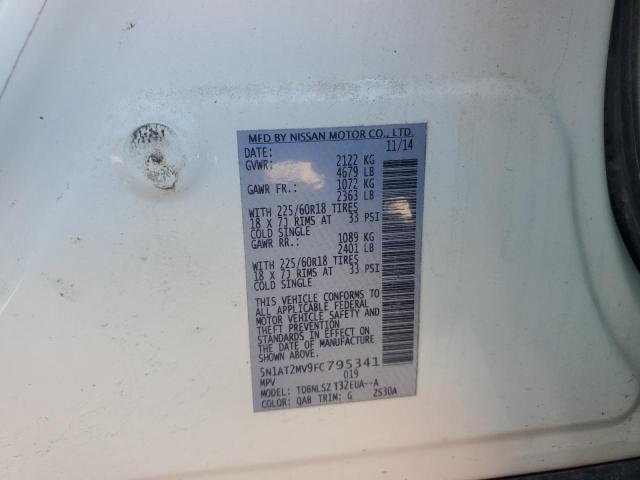 MFD BY NISSAN MOTOR CO., LTD.
DATE: 11/14
GVWR: 2122 KG
4679 LB
GAWR FR.: 1072 KG
2363 LB
WITH 225/60R18 TIRES
18 X 7J RIMS AT 33 PSI
COLD SINGLE
GAWR RR.: 1089 KG
2401 LB
WITH 225/60R18 TIRES
18 X 7J RIMS AT 33 PSI
COLD SINGLE
THIS VEHICLE CONFORMS TO
ALL APPLICABLE FEDERAL
MOTOR VEHICLE SAFETY AND
THEFT PREVENTION
STANDARDS IN EFFECT ON
THE DATE OF MANUFACTURE
SHOWN ABOVE.
5N1AT2MV9FC795341
MPV 019
MODEL: TDBNLSZ T32EUA--A
COLOR: QAB TRIM: G 2S30A